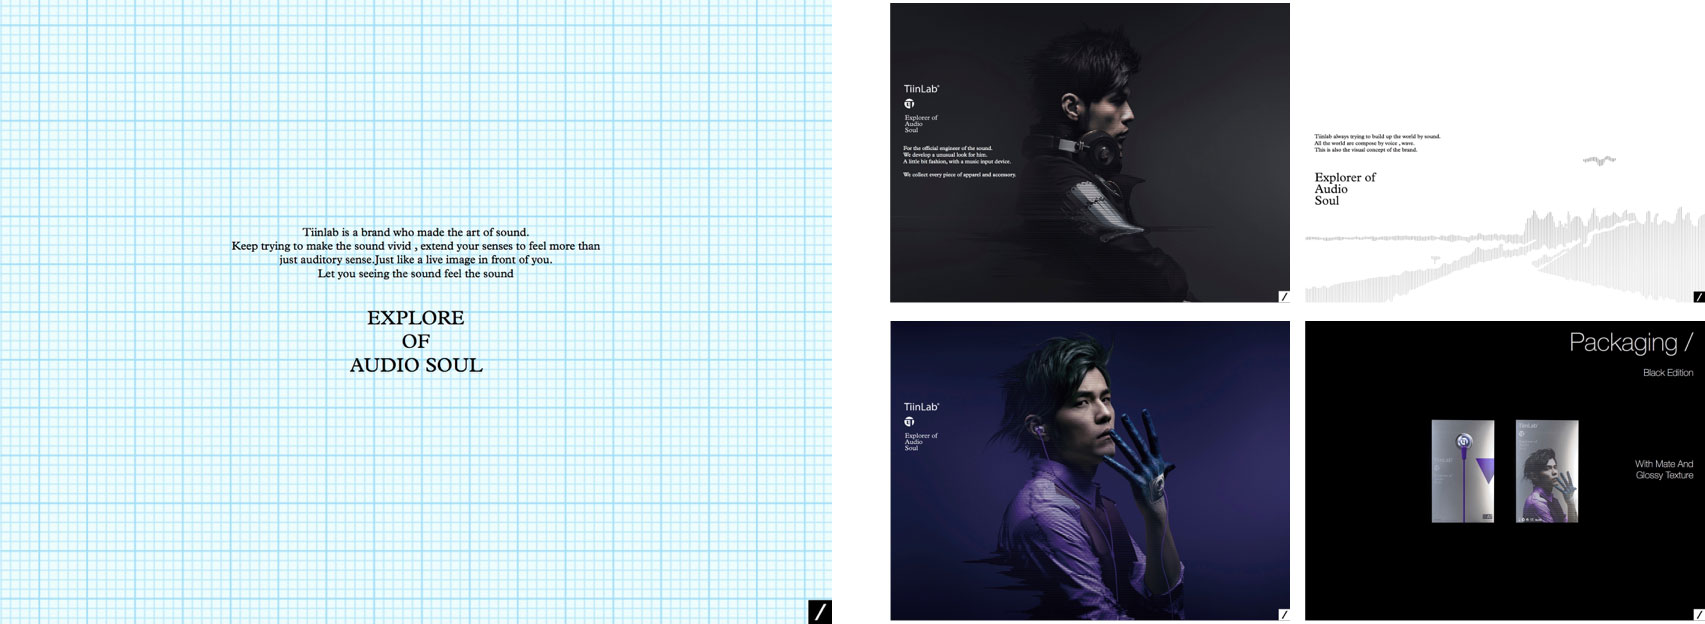 Tiinlab is a brand who made the art of sound.
Keep trying to make the sound vivid , extend your senses to feel more than
just auditory sense.Just like a live image in front of you.
Let you seeing the sound feel the sound
EXPLORE
OF
AUDIO SOUL
TiinLab®
Explorer of
Audio
Soul
For the official engineer of the sound.
We develop a unusual look for him.
A little bit fashion, with a music input device.
We collect every piece of apparel and accessory.
Tiinlab always trying to build up the world by sound.
All the world are compose by voice , wave.
This is also the visual concept of the brand.
Explorer of
Audio
Soul
TiinLab®
Explorer of
Audio
Soul
Packaging /
Black Edition
TiinLab
With Mate And
Glossy Texture